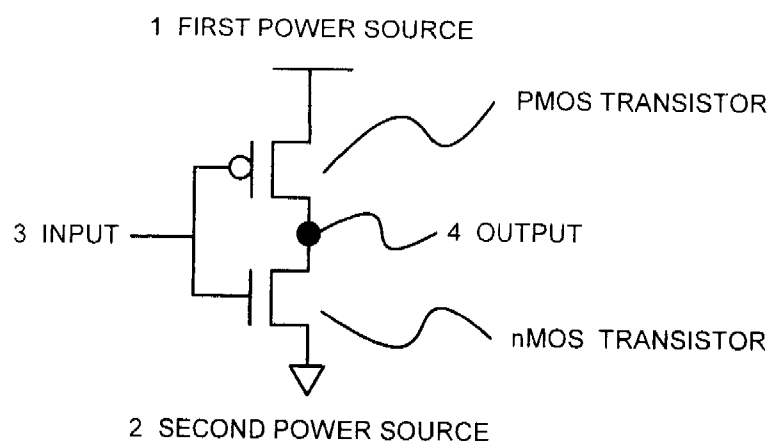 1 FIRST POWER SOURCE
PMOS TRANSISTOR
3 INPUT
4 OUTPUT
nMOS TRANSISTOR
2 SECOND POWER SOURCE